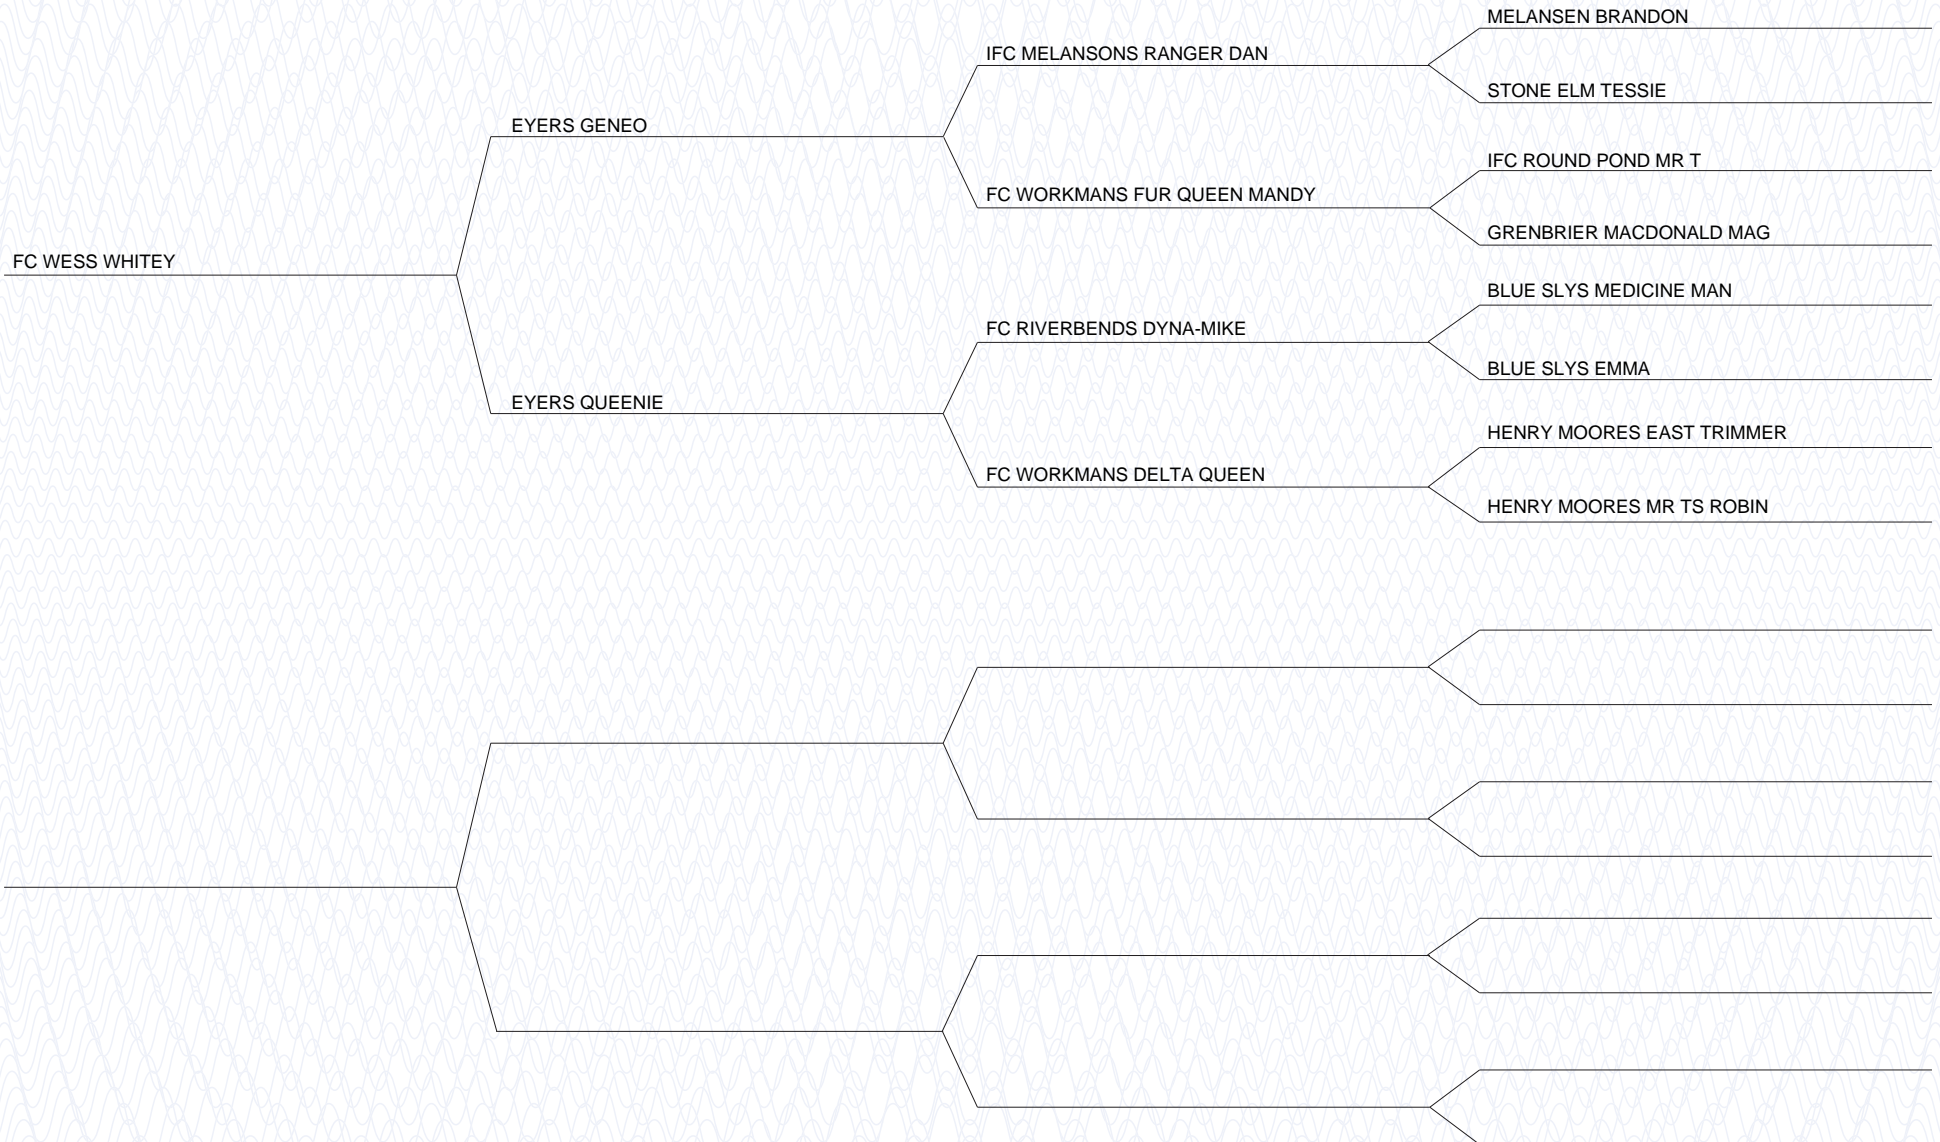 MELANSEN BRANDON
IFC MELANSONS RANGER DAN
STONE ELM TESSIE
EYERS GENEO
IFC ROUND POND MR T
FC WORKMANS FUR QUEEN MANDY
GRENBRIER MACDONALD MAG
FC WESS WHITEY
BLUE SLYS MEDICINE MAN
FC RIVERBENDS DYNA-MIKE
BLUE SLYS EMMA
EYERS QUEENIE
HENRY MOORES EAST TRIMMER
FC WORKMANS DELTA QUEEN
HENRY MOORES MR TS ROBIN